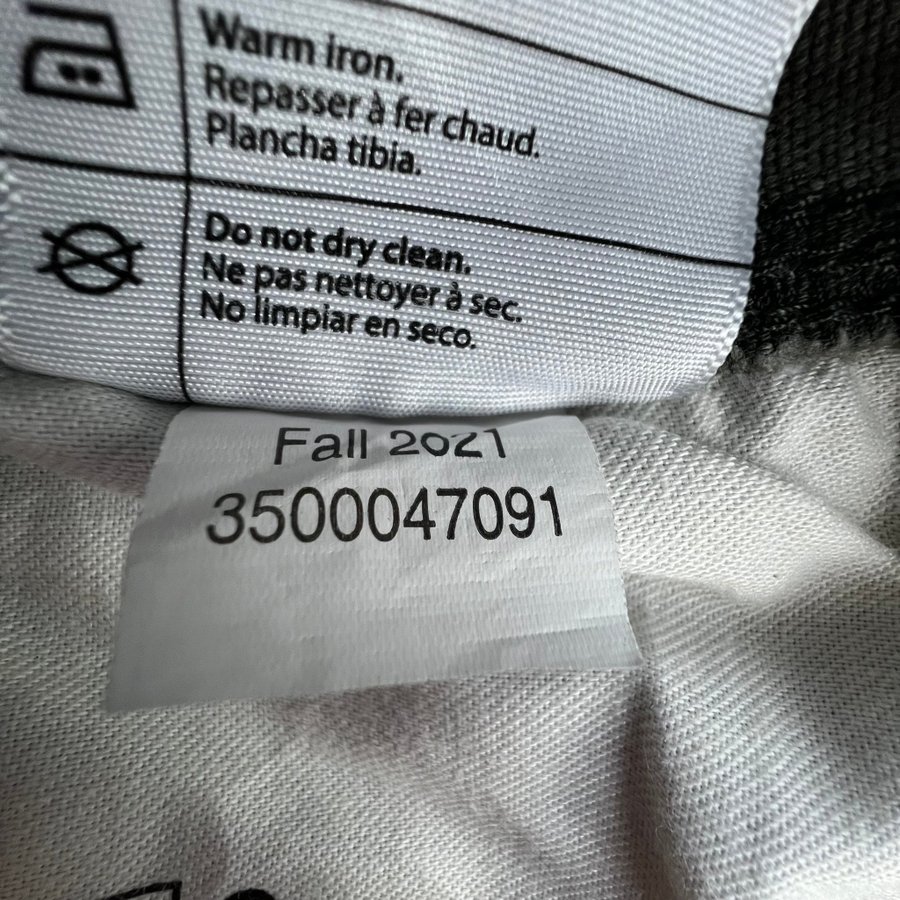 Warm iron.
Repasser à fer chaud.
Plancha tibia.
Do not dry clean.
Ne pas nettoyer à sec.
No limpiar en seco.
Fall 2021
3500047091